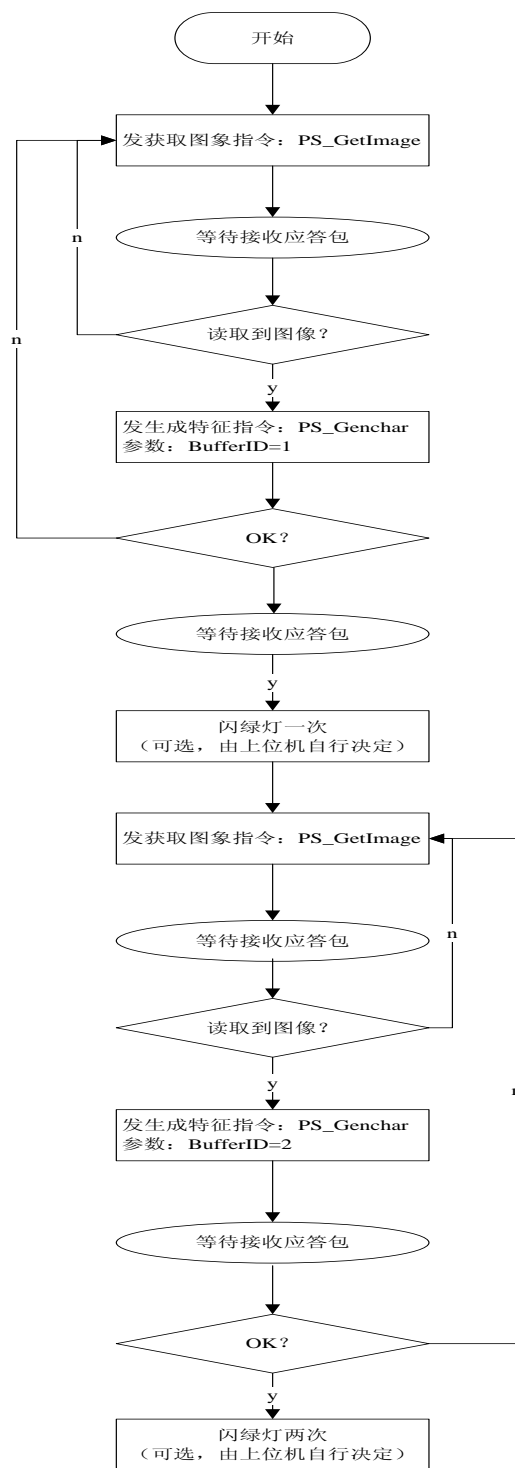 开始
发获取图象指令：PS_GetImage
等待接收应答包
n
读取到图像？
n
y
发生成特征指令：PS_Genchar
参数：BufferID=1
OK？
等待接收应答包
y
闪绿灯一次
（可选，由上位机自行决定）
发获取图象指令：PS_GetImage
等待接收应答包
n
读取到图像？
y
发生成特征指令：PS_Genchar
参数：BufferID=2
等待接收应答包
OK？
y
闪绿灯两次
（可选，由上位机自行决定）